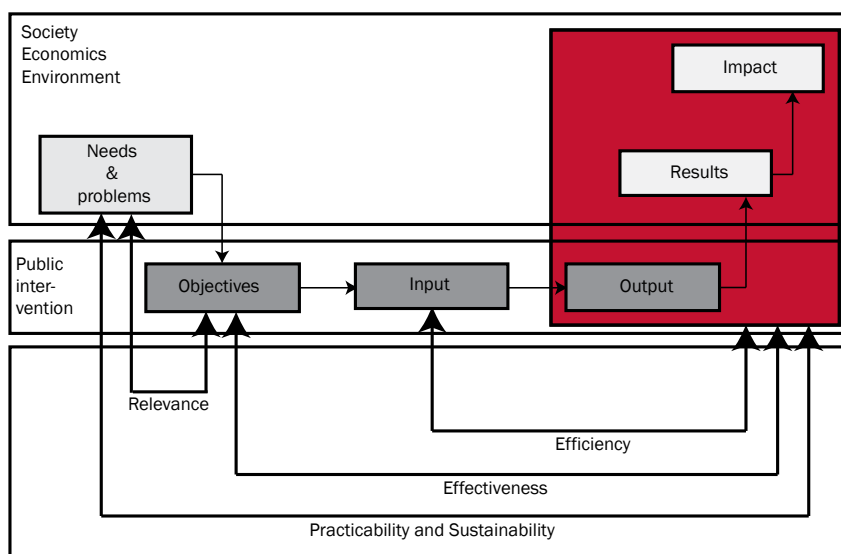 Society
Economics
Environment
Impact
Needs
&
problems
Results
Public
inter-
vention
Objectives
Input
Output
Relevance
Efficiency
Effectiveness
Practicability and Sustainability